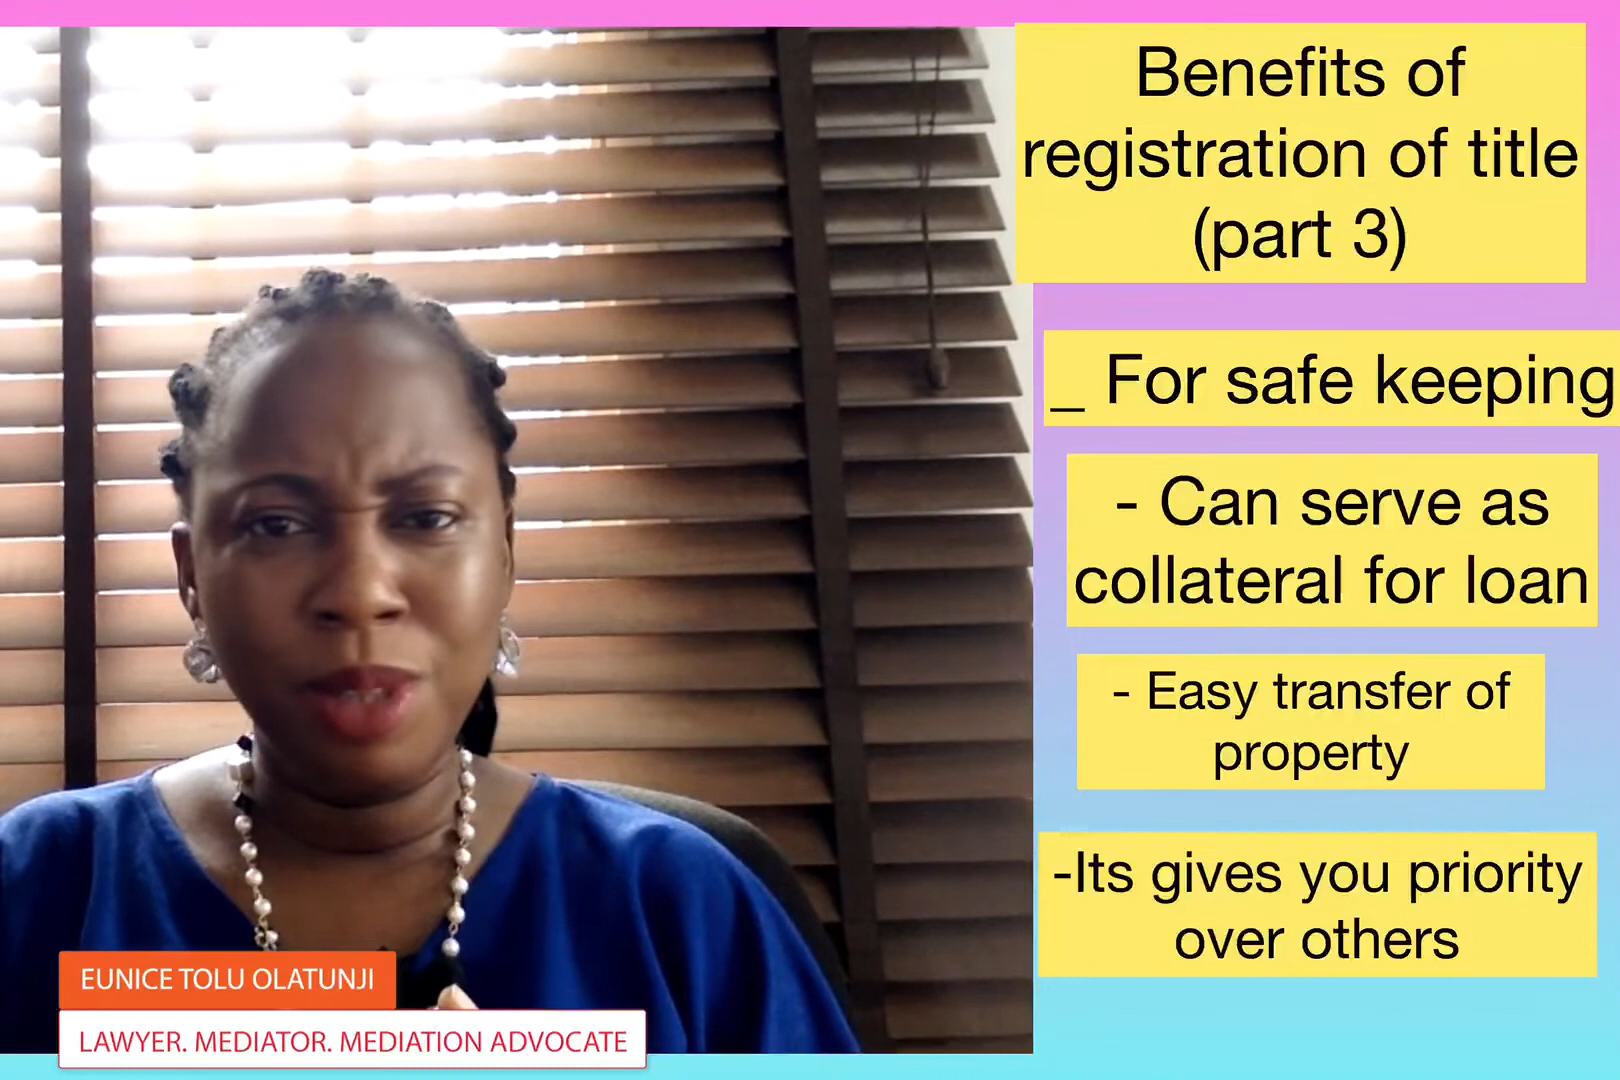 Benefits of
registration of title
(part 3)
_ For safe keeping
- Can serve as
collateral for loan
- Easy transfer of
property
-Its gives you priority
over others
EUNICE TOLU OLATUNJI
LAWYER. MEDIATOR. MEDIATION ADVOCATE